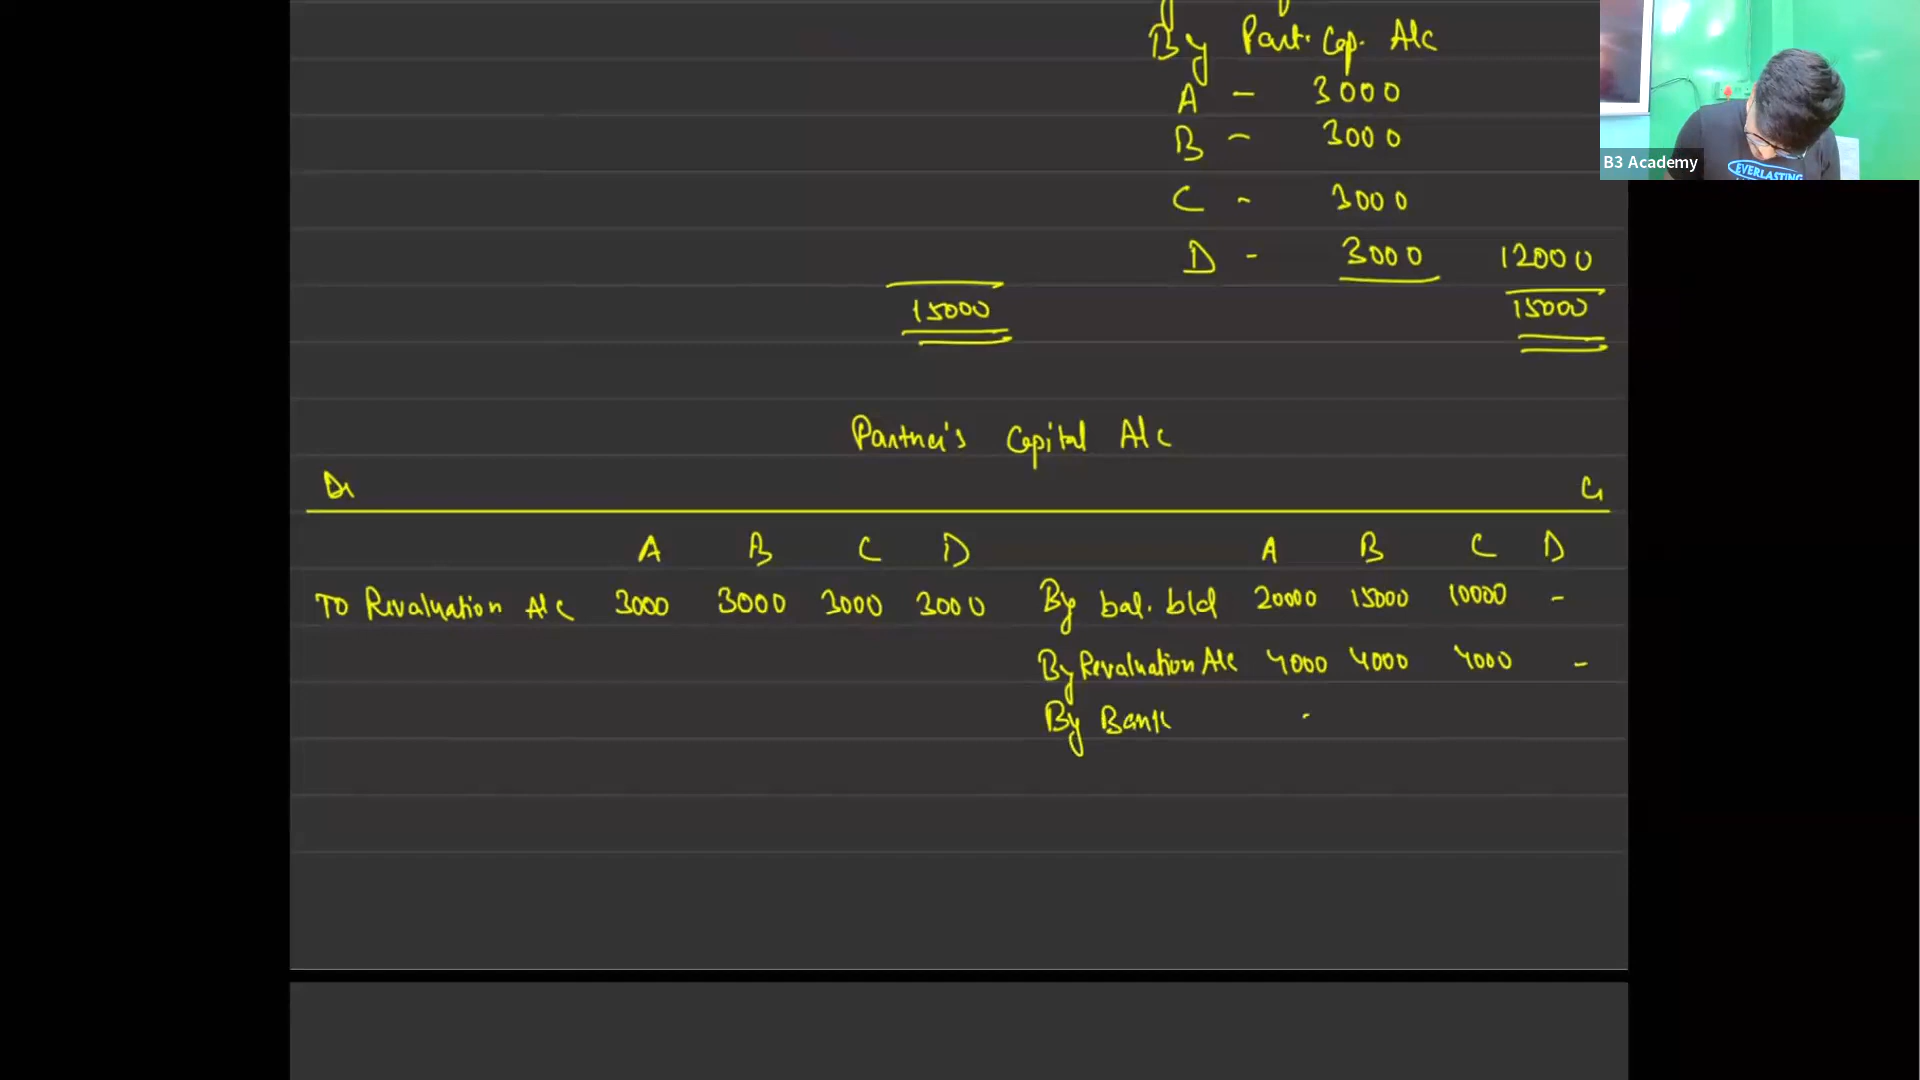 By Part. Cap. A/c
A - 3000
B - 3000
C - 3000
D - 3000 12000
15000 15000
Partner's Capital A/c
Dr Cr
A B C D A B C D
To Revaluation A/c 3000 3000 3000 3000 By bal. b/d 20000 15000 10000 -
By Revaluation A/c 4000 4000 4000 -
By Bank -
B3 Academy
EVERLASTING